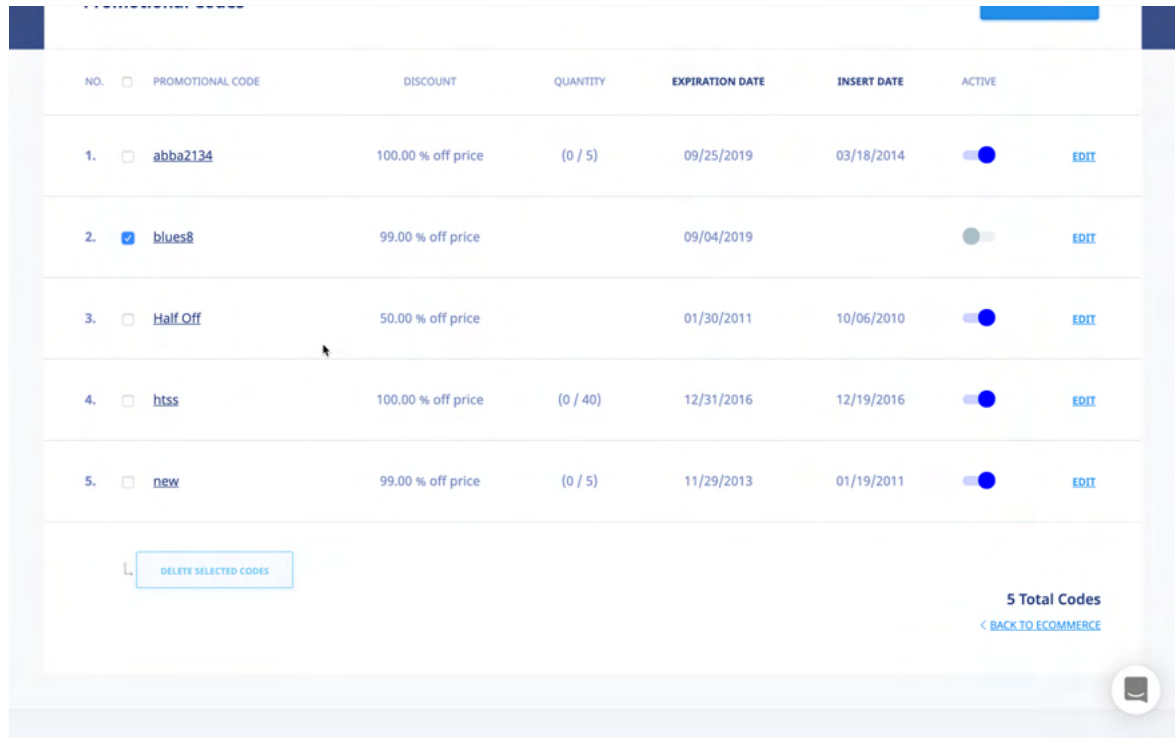 Promotional Codes
NO. PROMOTIONAL CODE DISCOUNT QUANTITY EXPIRATION DATE INSERT DATE ACTIVE
1. abba2134 100.00 % off price (0 / 5) 09/25/2019 03/18/2014 EDIT
2. blues8 99.00 % off price 09/04/2019 EDIT
3. Half Off 50.00 % off price 01/30/2011 10/06/2010 EDIT
4. htss 100.00 % off price (0 / 40) 12/31/2016 12/19/2016 EDIT
5. new 99.00 % off price (0 / 5) 11/29/2013 01/19/2011 EDIT
DELETE SELECTED CODES
5 Total Codes
< BACK TO ECOMMERCE